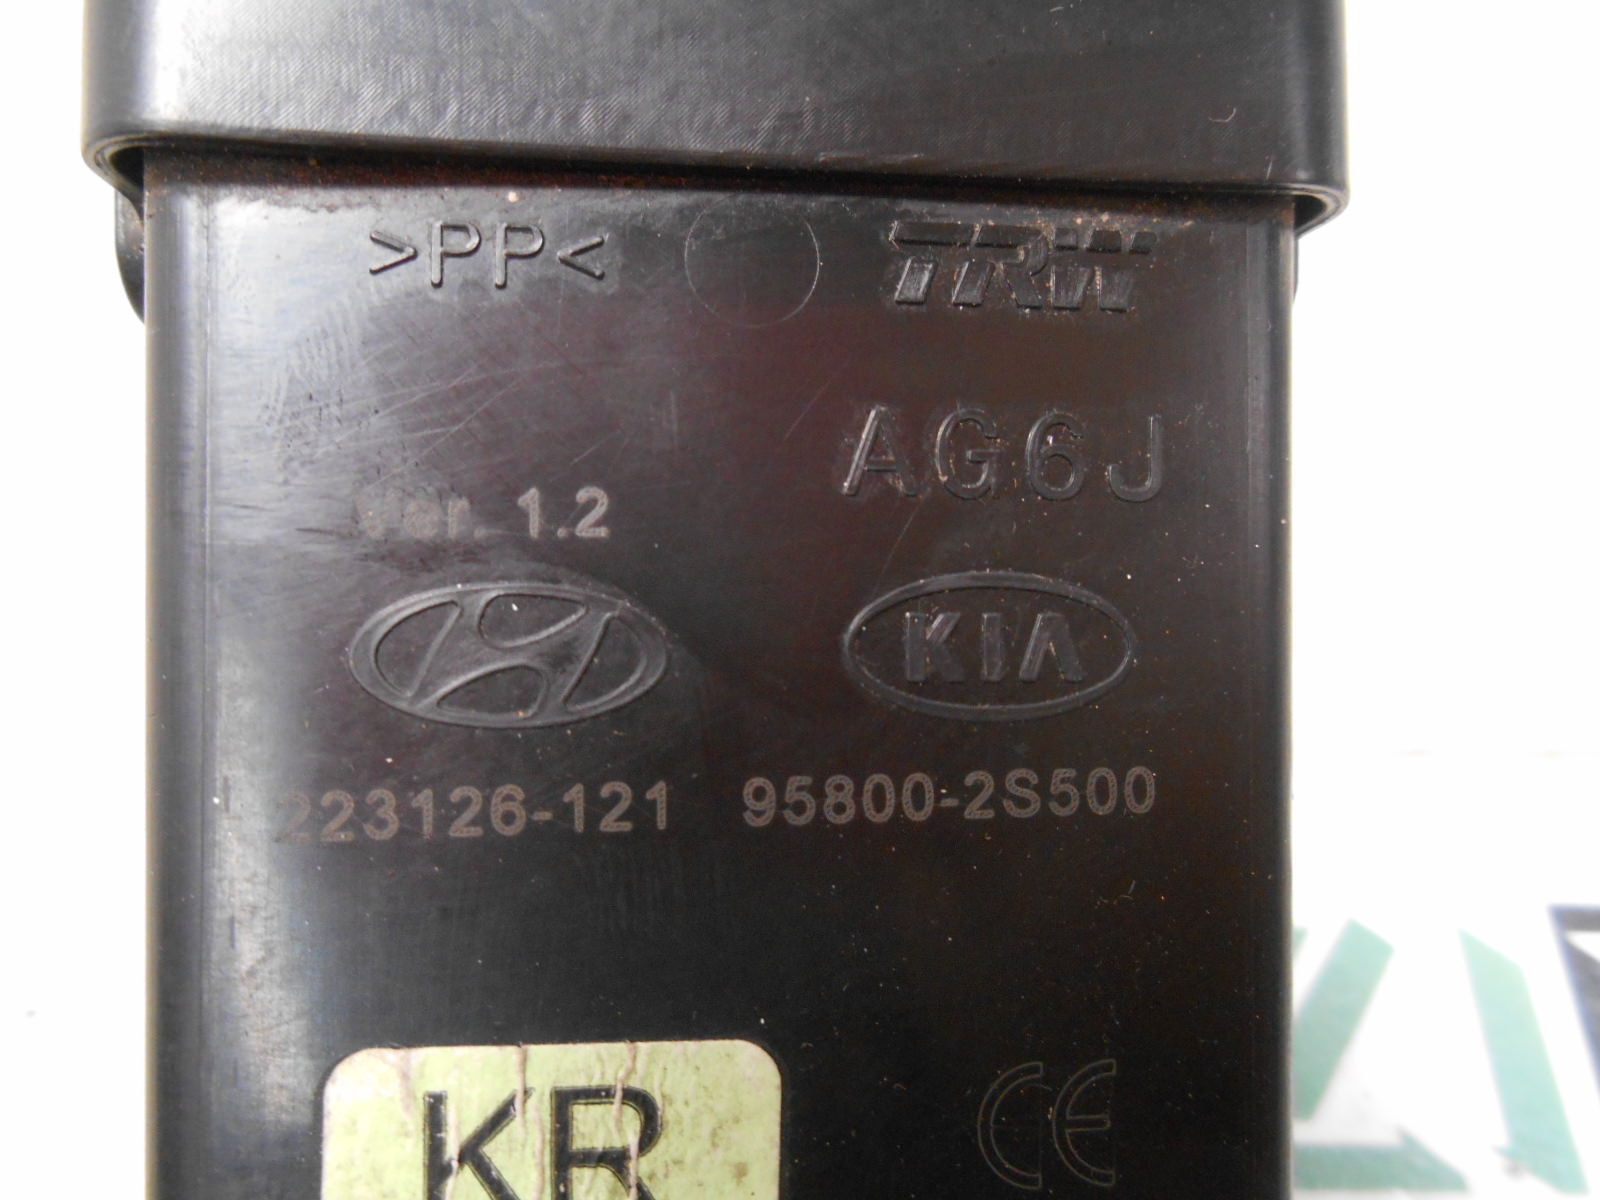 >PP< TRW
AG6J
Ver. 1.2
KIA
223126-121 95800-2S500
KR CE